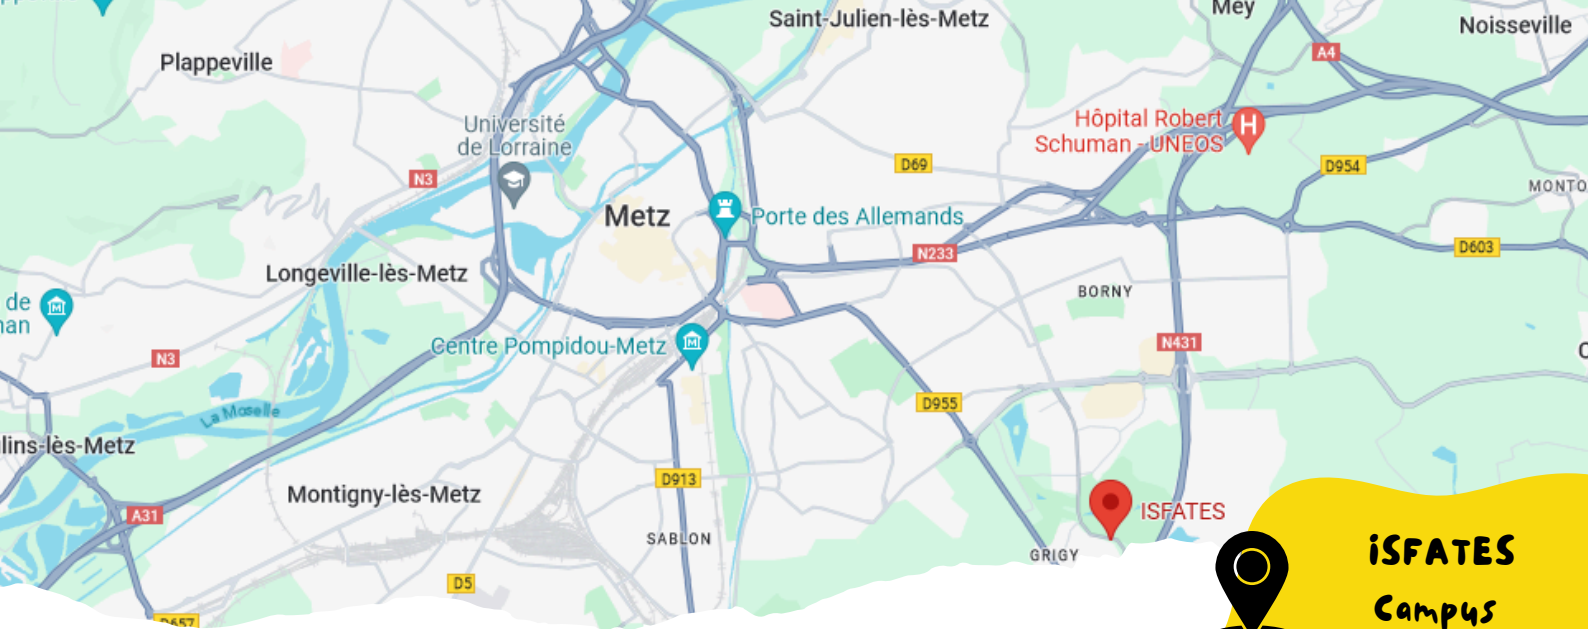 Saint-Julien-lès-Metz
Mey
Noisseville
Plappeville
A4
Université
de Lorraine
Hôpital Robert
Schuman - UNEOS
N3
D69
D954
Metz
Porte des Allemands
N233
D603
Longeville-lès-Metz
BORNY
de
N3
Centre Pompidou-Metz
N431
La Moselle
D955
lins-lès-Metz
Montigny-lès-Metz
D913
A31
ISFATES
SABLON
GRIGY
D5
D657
iSFATES
Campus